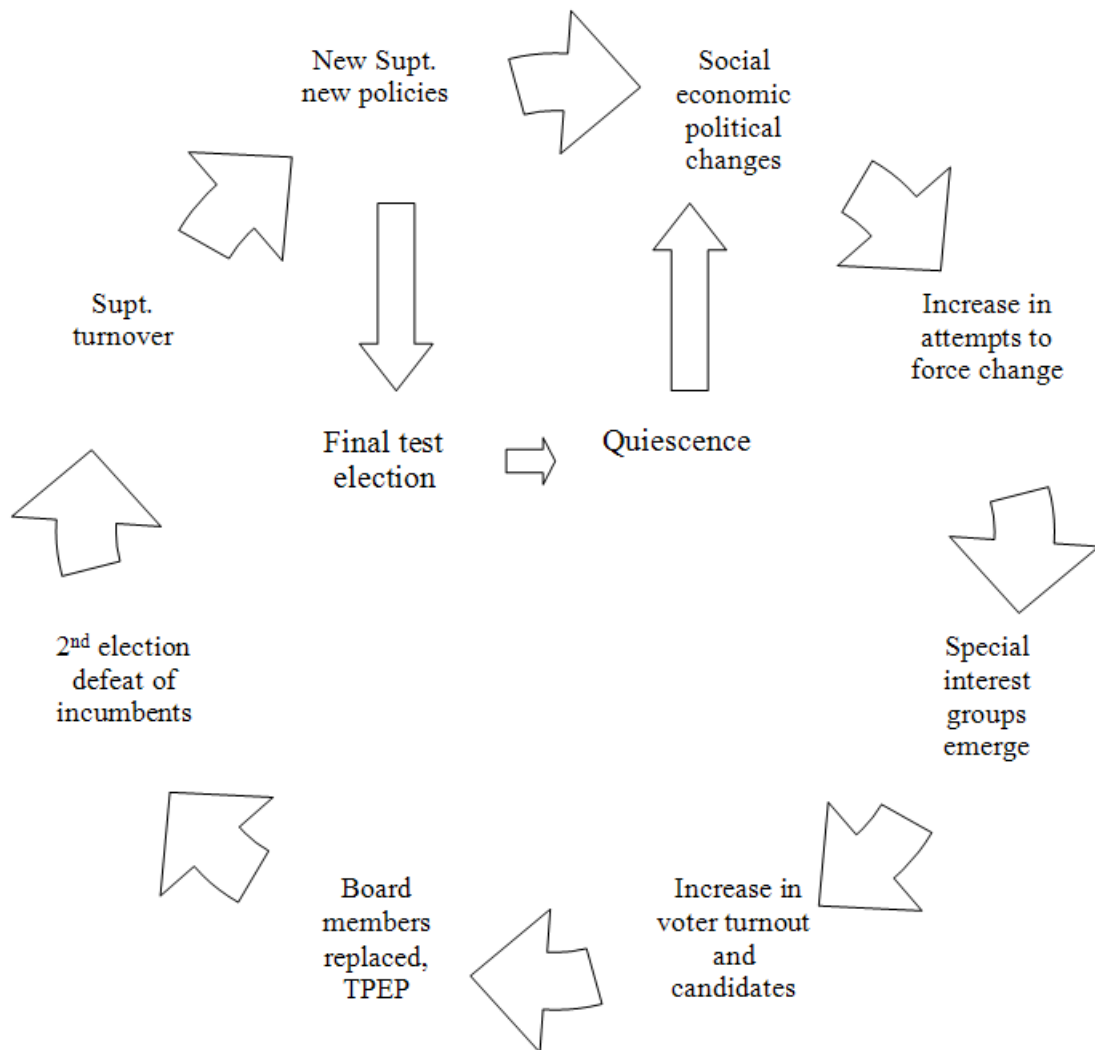 New Supt.
new policies
Social
economic
political
changes
Increase in
attempts to
force change
Special
interest
groups
emerge
Increase in
voter turnout
and
candidates
Board
members
replaced,
TPEP
2nd election
defeat of
incumbents
Supt.
turnover
Final test
election
Quiescence